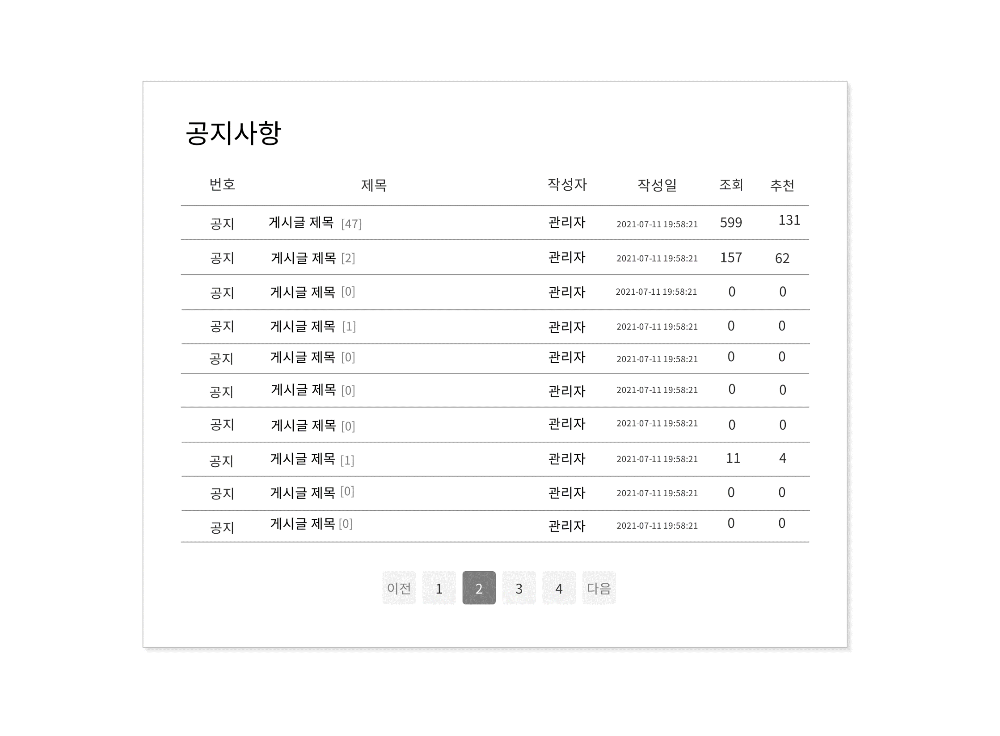 공지사항
번호 제목 작성자 작성일 조회 추천
공지 게시글 제목 [47] 관리자 2021-07-11 19:58:21 599 131
공지 게시글 제목 [2] 관리자 2021-07-11 19:58:21 157 62
공지 게시글 제목 [0] 관리자 2021-07-11 19:58:21 0 0
공지 게시글 제목 [1] 관리자 2021-07-11 19:58:21 0 0
공지 게시글 제목 [0] 관리자 2021-07-11 19:58:21 0 0
공지 게시글 제목 [0] 관리자 2021-07-11 19:58:21 0 0
공지 게시글 제목 [0] 관리자 2021-07-11 19:58:21 0 0
공지 게시글 제목 [1] 관리자 2021-07-11 19:58:21 11 4
공지 게시글 제목 [0] 관리자 2021-07-11 19:58:21 0 0
공지 게시글 제목 [0] 관리자 2021-07-11 19:58:21 0 0
이전 1 2 3 4 다음